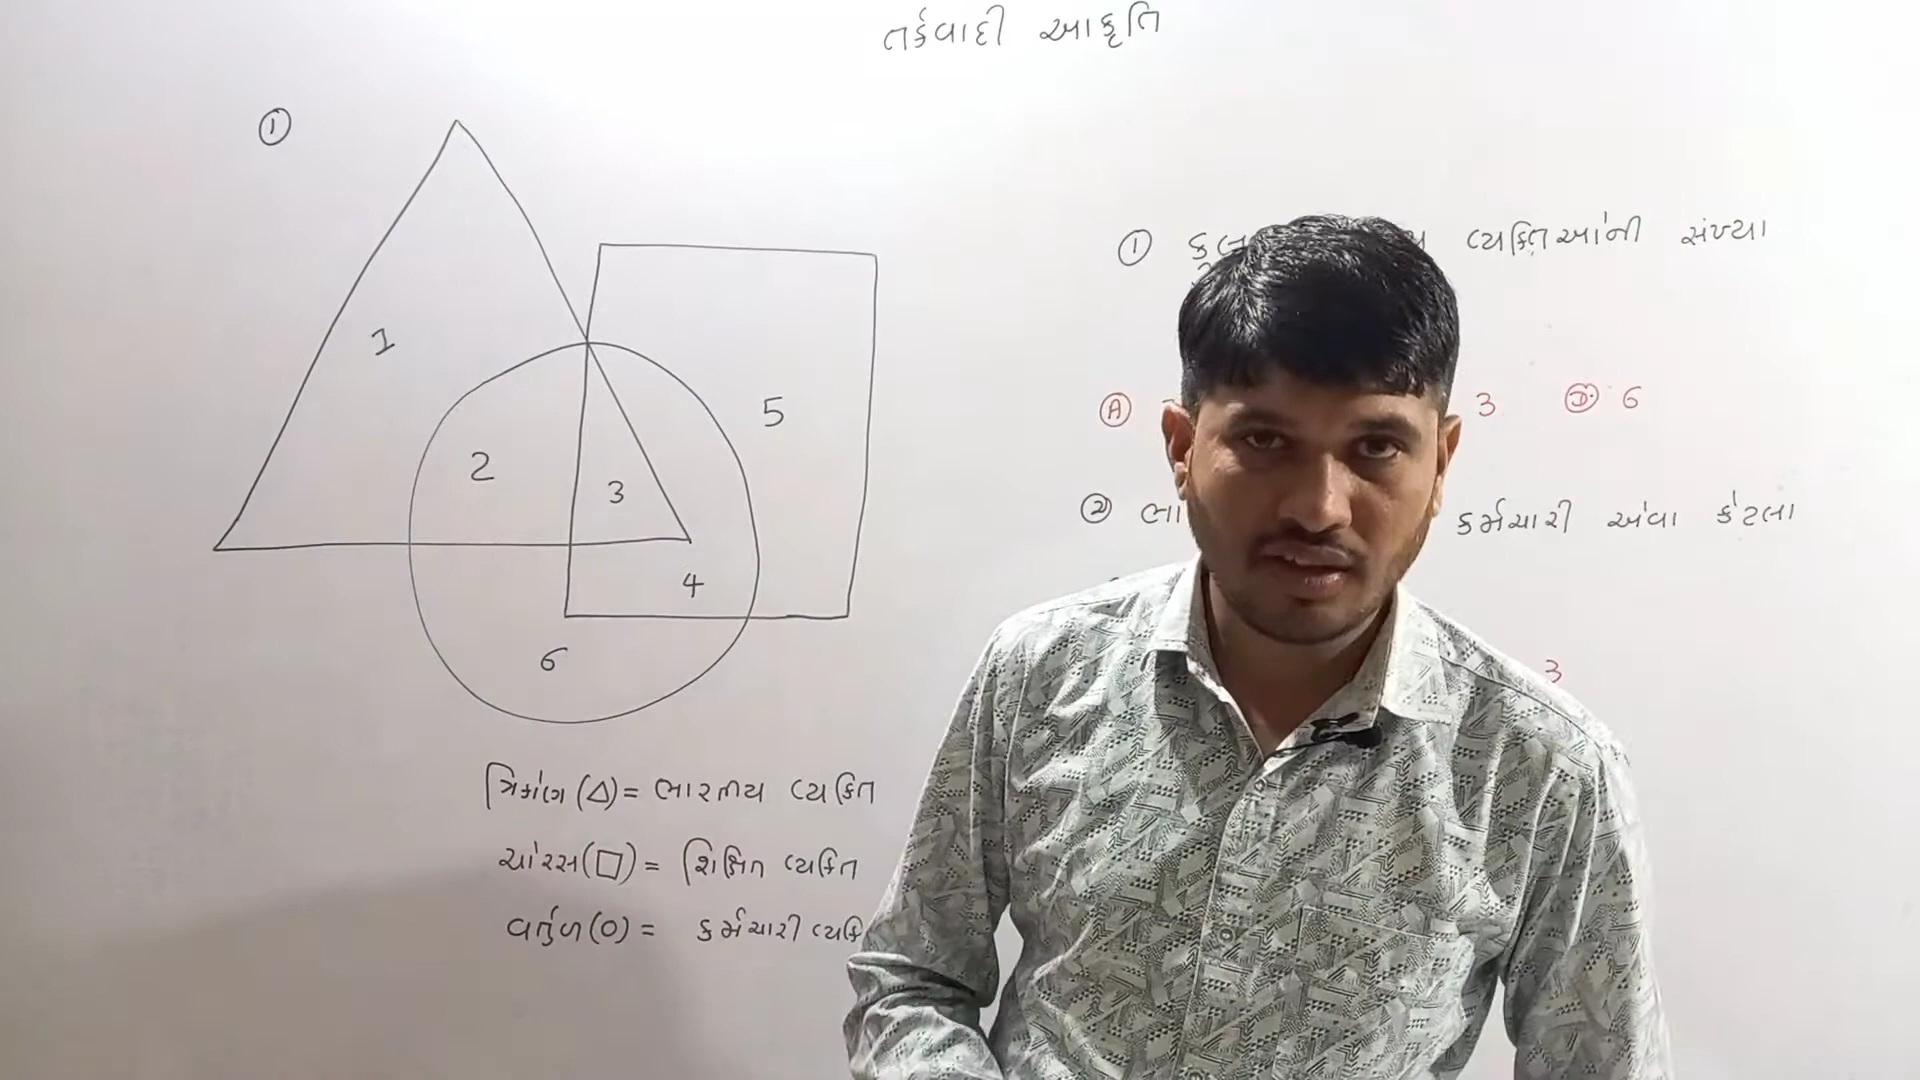 તર્કવાદી આકૃતિ
①
1
2
3
4
5
6
ત્રિકોણ (△) = ભારતીય વ્યક્તિ
ચોરસ (□) = શિક્ષિત વ્યક્તિ
વર્તુળ (○) = કર્મચારી
① કુલ વ્યક્તિઓની સંખ્યા
Ⓐ 3 Ⓓ 6
② કર્મચારી એવા કેટલા
3